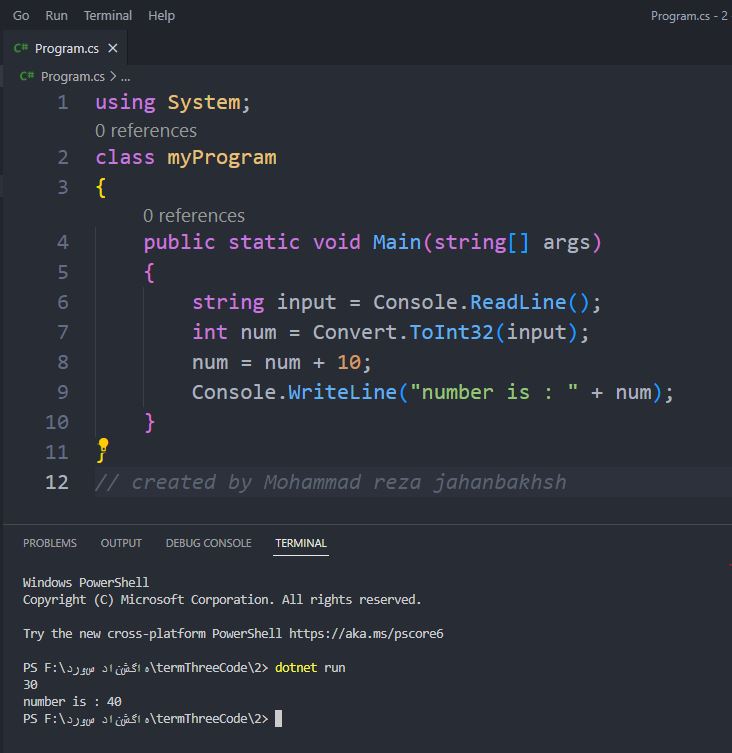 Go Run Terminal Help Program.cs - 2
C# Program.cs ×
C# Program.cs > ...
1 using System;
0 references
2 class myProgram
3 {
0 references
4 public static void Main(string[] args)
5 {
6 string input = Console.ReadLine();
7 int num = Convert.ToInt32(input);
8 num = num + 10;
9 Console.WriteLine("number is : " + num);
10 }
11 }
12 // created by Mohammad reza jahanbakhsh
PROBLEMS OUTPUT DEBUG CONSOLE TERMINAL
Windows PowerShell
Copyright (C) Microsoft Corporation. All rights reserved.
Try the new cross-platform PowerShell https://aka.ms/pscore6
PS F:\دروس دانشگاه\termThreeCode\2> dotnet run
30
number is : 40
PS F:\دروس دانشگاه\termThreeCode\2>